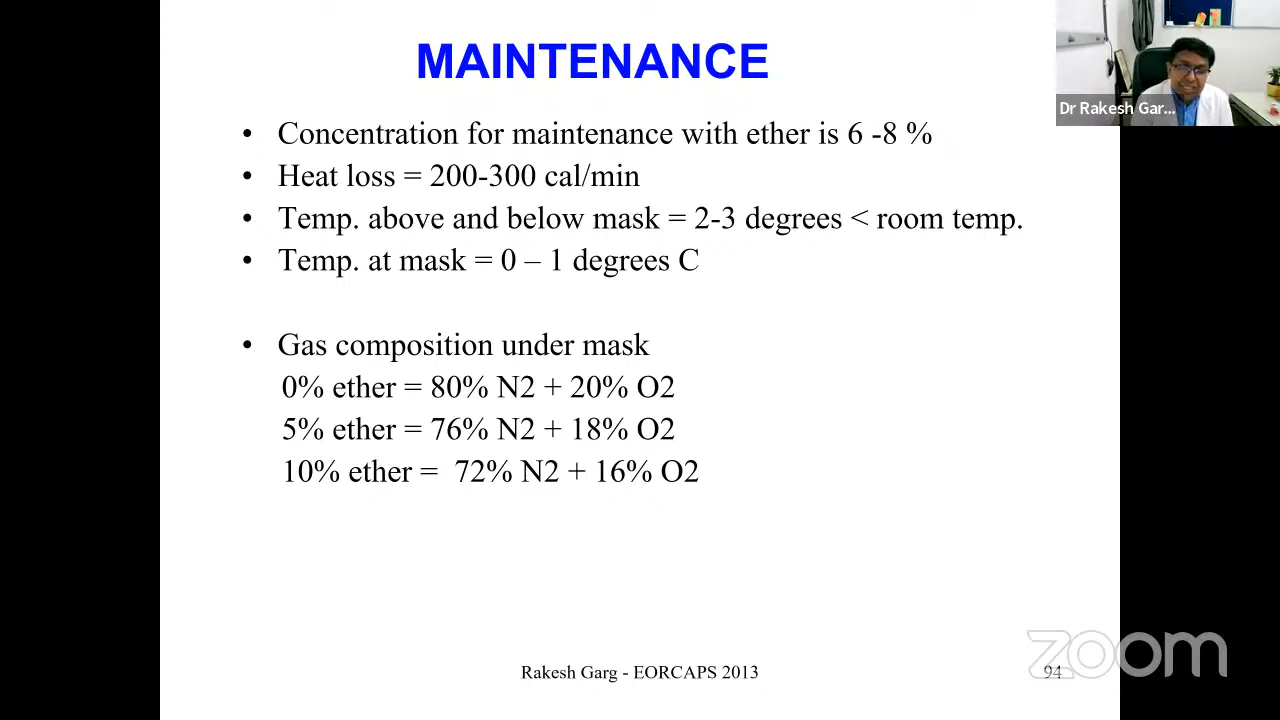 MAINTENANCE
Dr Rakesh Gar...
• Concentration for maintenance with ether is 6 -8 %
• Heat loss = 200-300 cal/min
• Temp. above and below mask = 2-3 degrees < room temp.
• Temp. at mask = 0 – 1 degrees C
• Gas composition under mask
0% ether = 80% N2 + 20% O2
5% ether = 76% N2 + 18% O2
10% ether =  72% N2 + 16% O2
zoom
Rakesh Garg - EORCAPS 2013
94